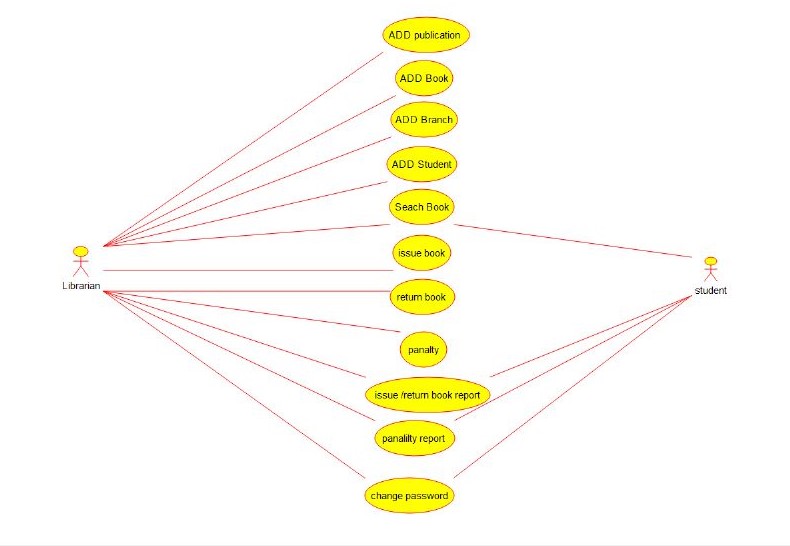 ADD publication
ADD Book
ADD Branch
ADD Student
Seach Book
issue book
Librarian
student
return book
panalty
issue /return book report
panalilty report
change password